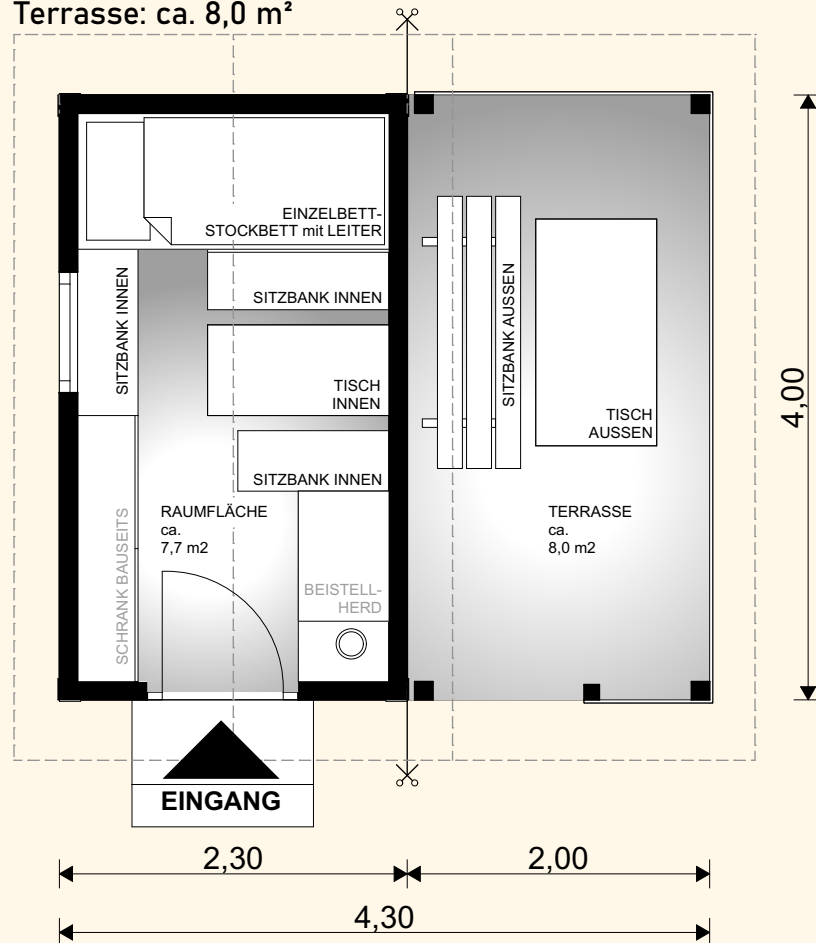 Terrasse: ca. 8,0 m²
EINZELBETT-
STOCKBETT mit LEITER
SITZBANK INNEN
SITZBANK INNEN
TISCH
INNEN
SITZBANK INNEN
SITZBANK AUSSEN
TISCH
AUSSEN
RAUMFLÄCHE
ca.
7,7 m2
TERRASSE
ca.
8,0 m2
SCHRANK BAUSEITS
BEISTELL-
HERD
EINGANG
4,00
2,30
2,00
4,30